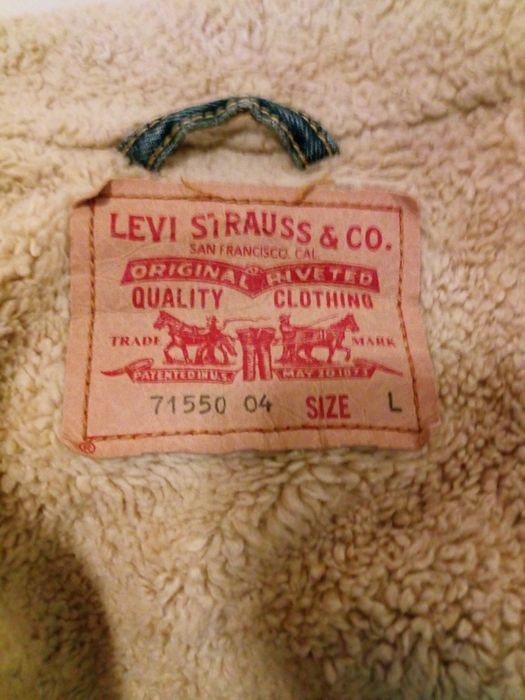 LEVI STRAUSS & CO.
SAN FRANCISCO. CAL.
ORIGINAL RIVETED
QUALITY CLOTHING
TRADE MARK
PATENTED IN U.S. MAY 20 1873
71550 04 SIZE L
®